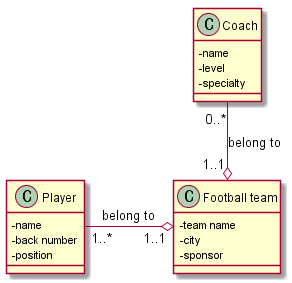 C Coach
-name
-level
-specialty
0..*
belong to
1..1
C Player
-name
-back number
-position
belong to
1..* 1..1
C Football team
-team name
-city
-sponsor